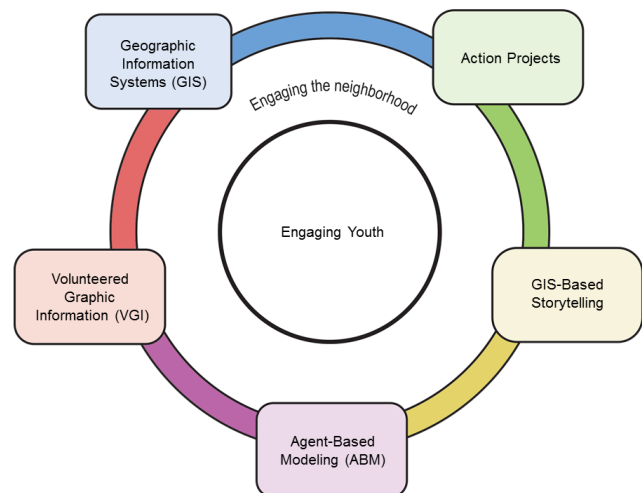 Geographic
Information
Systems (GIS)
Action Projects
Engaging the neighborhood
Engaging Youth
Volunteered
Graphic
Information (VGI)
GIS-Based
Storytelling
Agent-Based
Modeling (ABM)